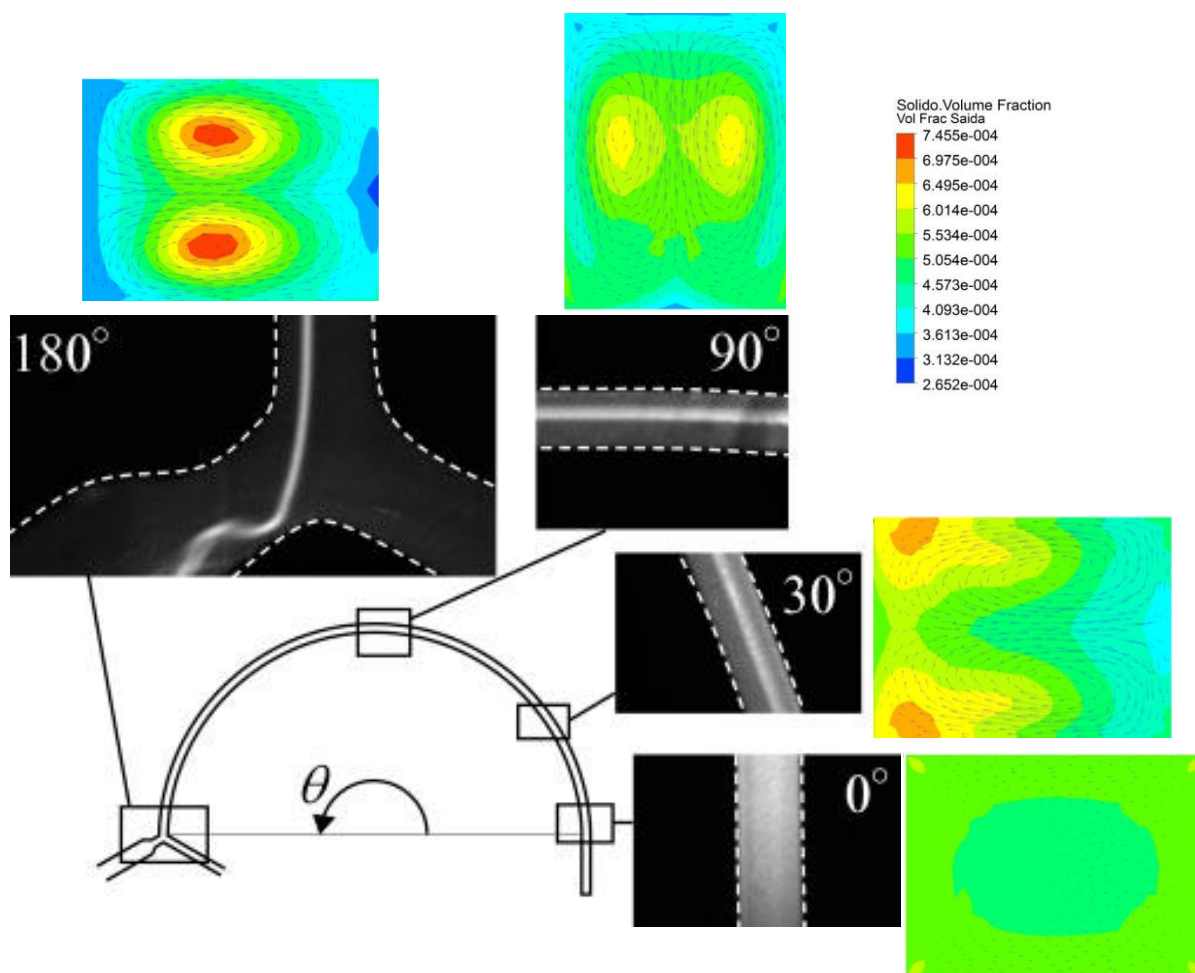 Solido.Volume Fraction
Vol Frac Saida
7.455e-004
6.975e-004
6.495e-004
6.014e-004
5.534e-004
5.054e-004
4.573e-004
4.093e-004
3.613e-004
3.132e-004
2.652e-004
180°
90°
30°
θ
0°